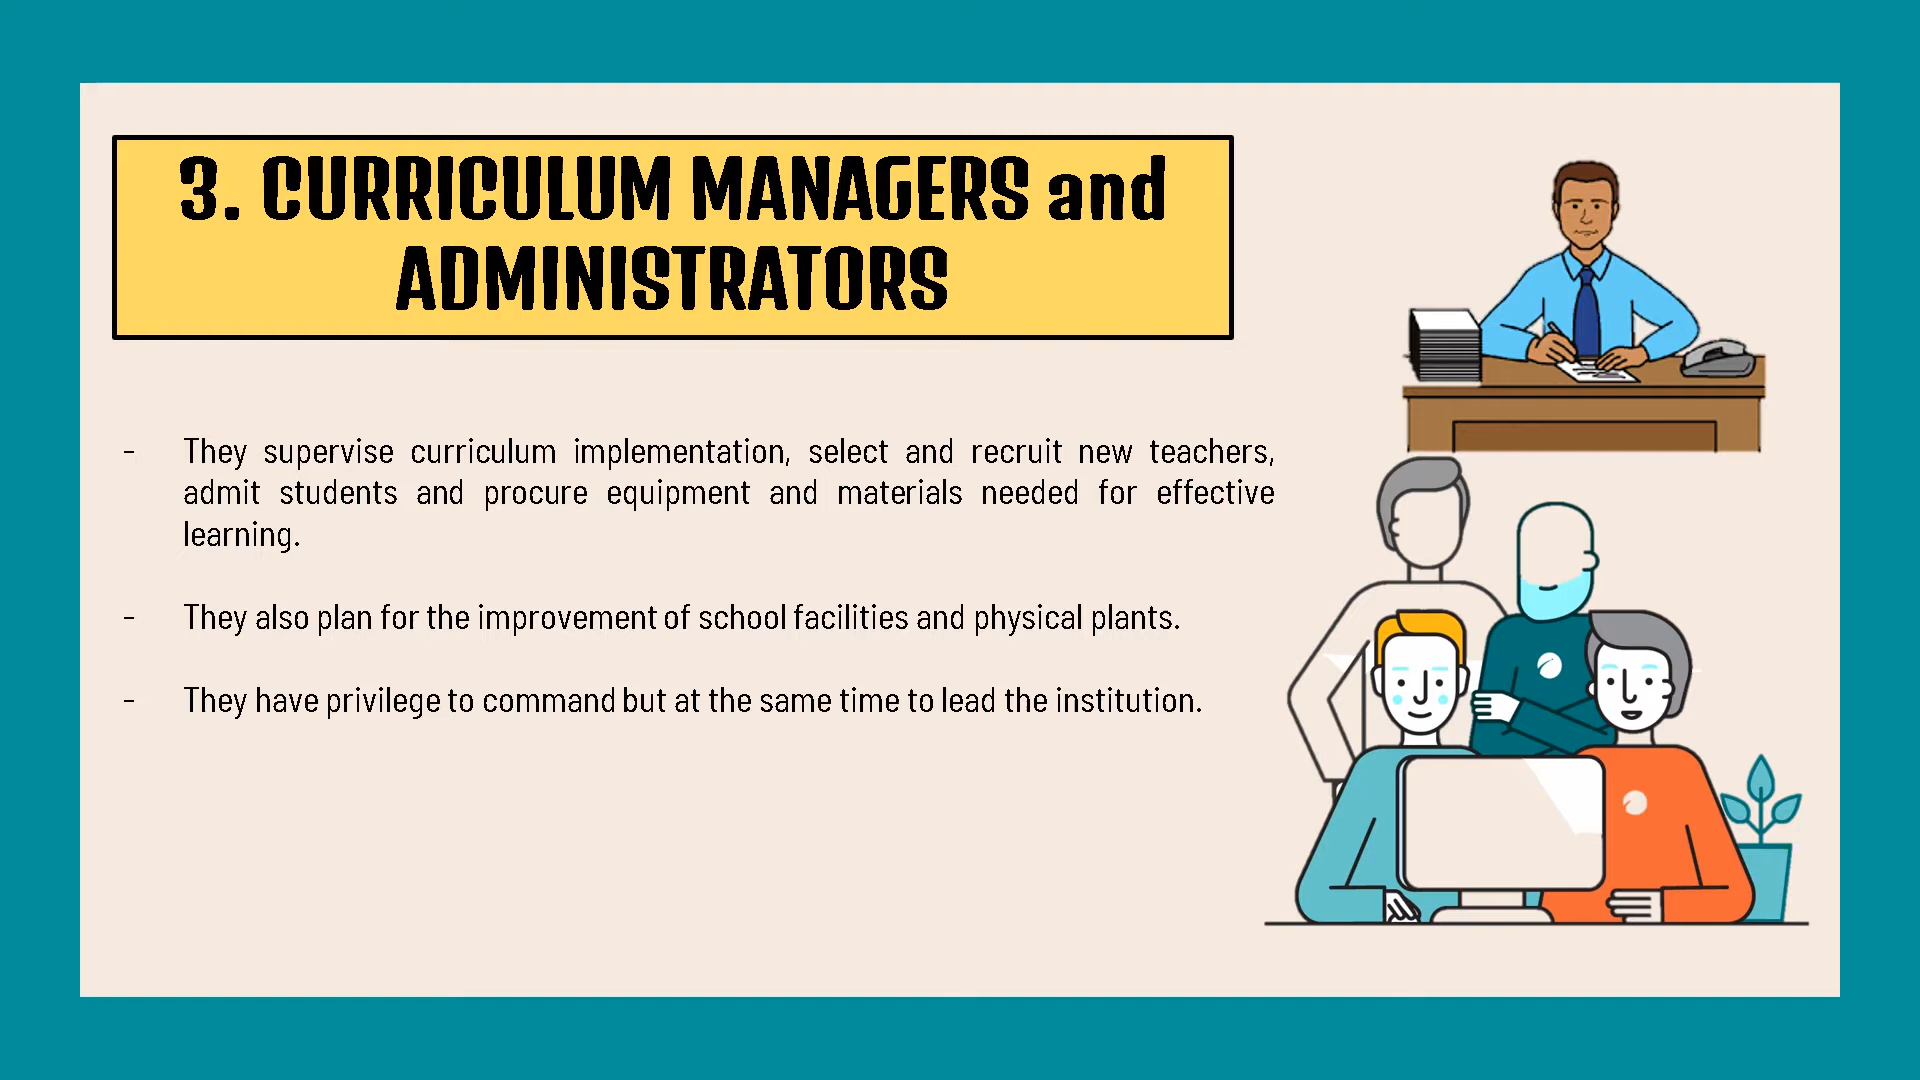 3. CURRICULUM MANAGERS and
ADMINISTRATORS
- They supervise curriculum implementation, select and recruit new teachers,
admit students and procure equipment and materials needed for effective
learning.
- They also plan for the improvement of school facilities and physical plants.
- They have privilege to command but at the same time to lead the institution.